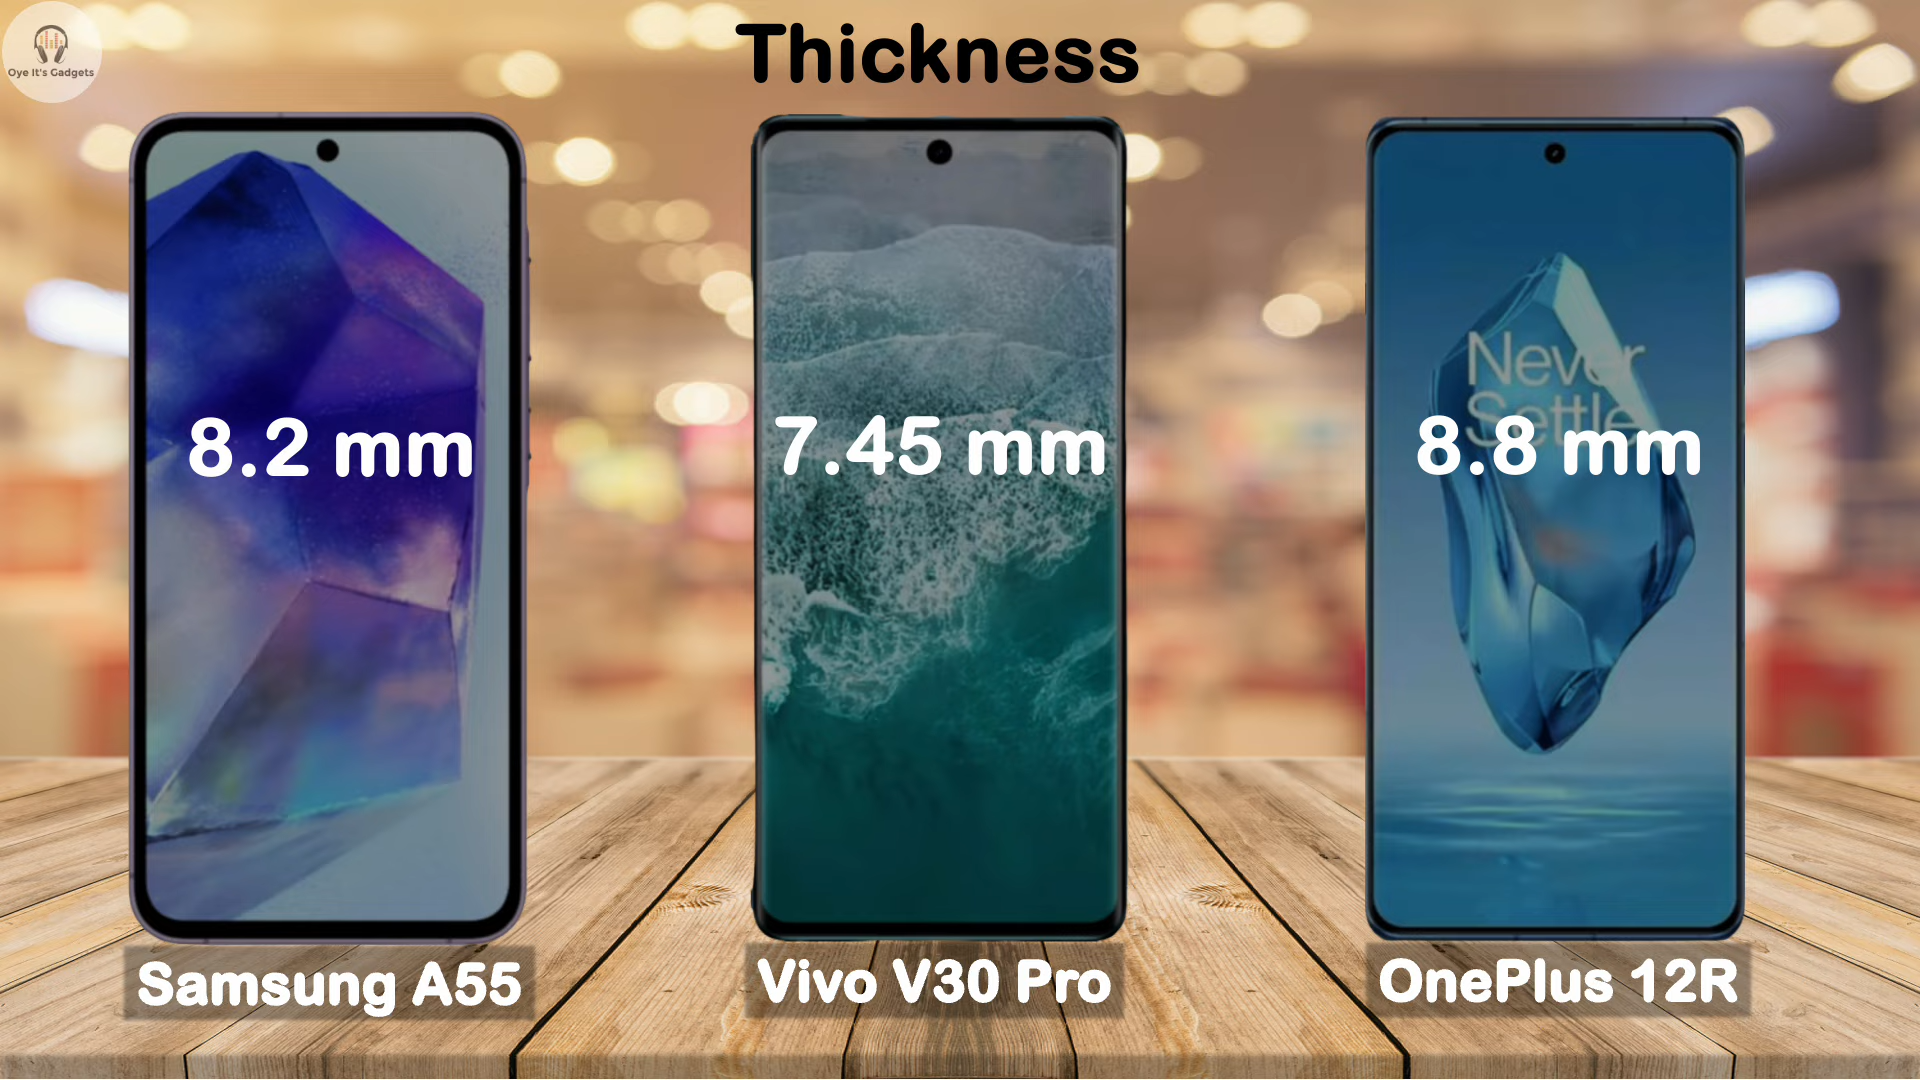 Oye It's Gadgets
Thickness
Never
Settle
8.2 mm
7.45 mm
8.8 mm
Samsung A55
Vivo V30 Pro
OnePlus 12R